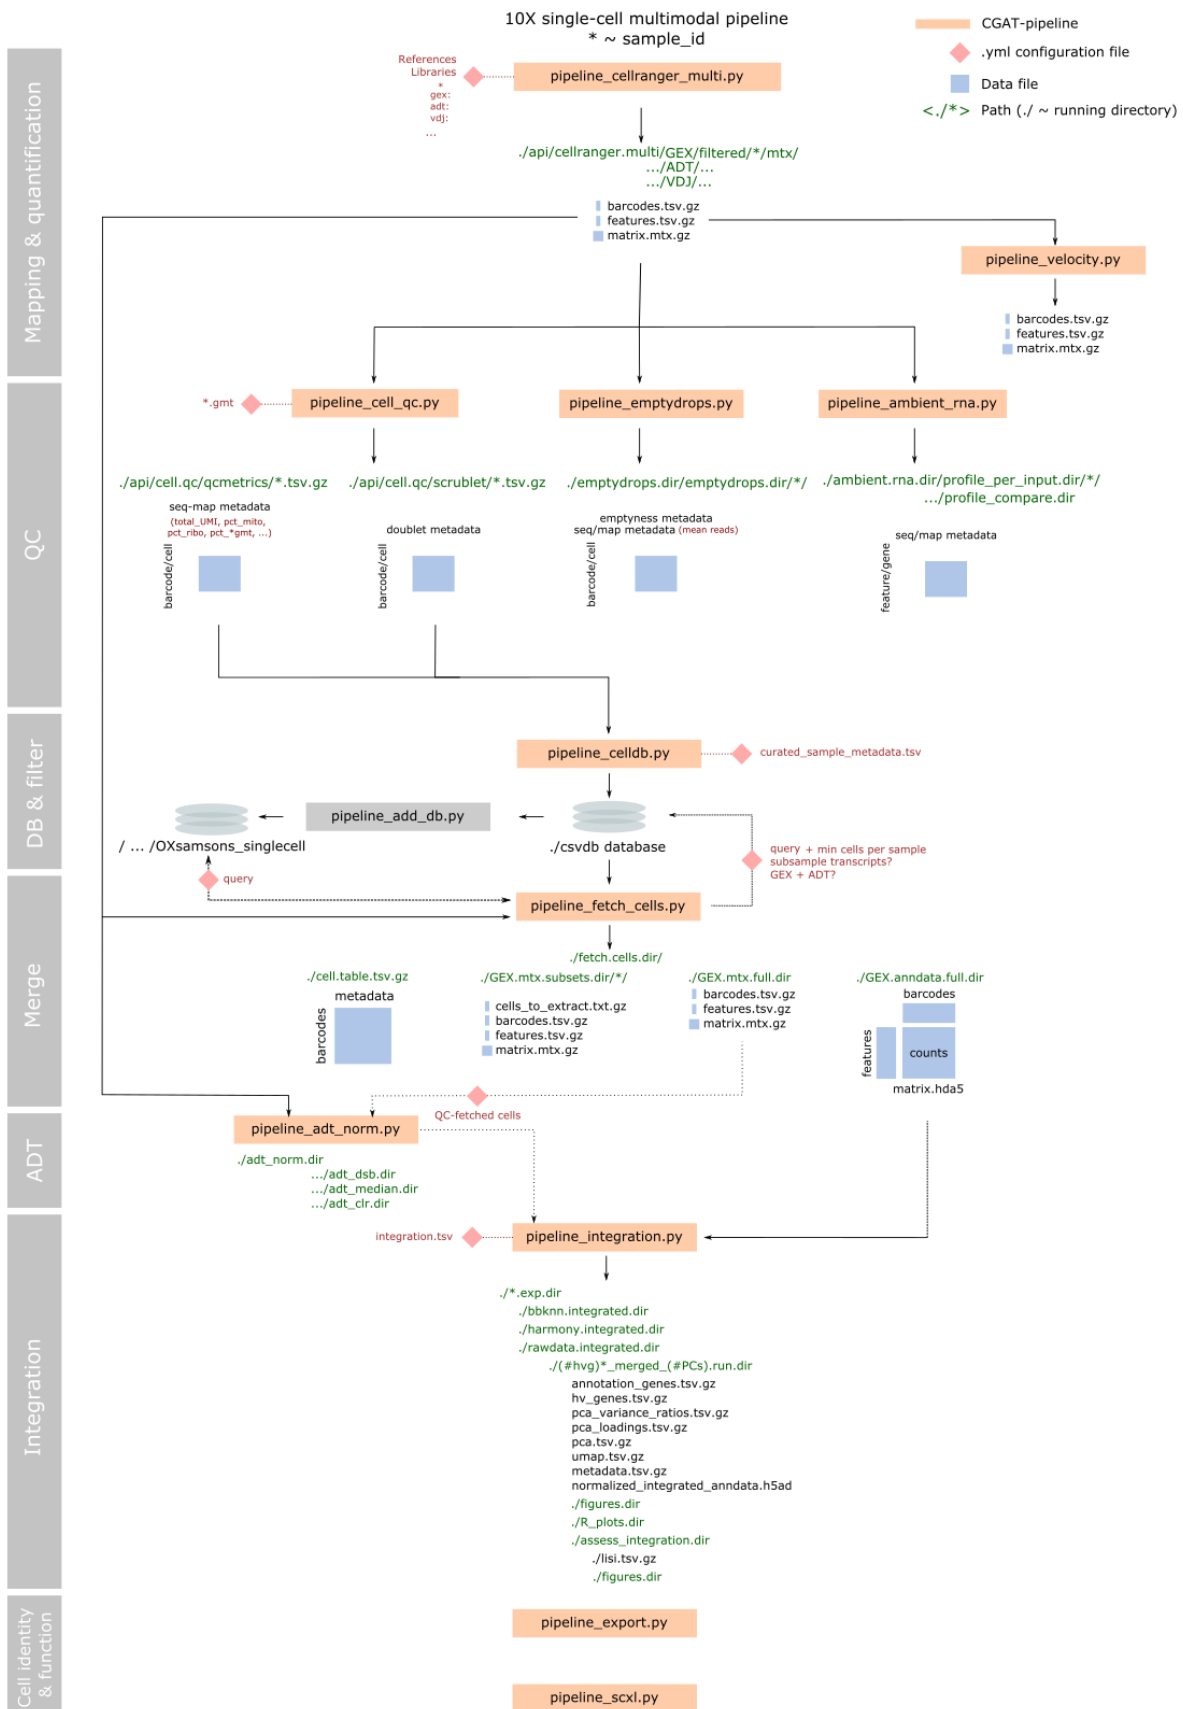 10X single-cell multimodal pipeline
* ~ sample_id
CGAT-pipeline
.yml configuration file
Data file
<./*> Path (./ ~ running directory)
Mapping & quantification
References
Libraries
*
gex:
adt:
vdj:
...
pipeline_cellranger_multi.py
./api/cellranger.multi/GEX/filtered/*/mtx/
.../ADT/...
.../VDJ/...
barcodes.tsv.gz
features.tsv.gz
matrix.mtx.gz
pipeline_velocity.py
barcodes.tsv.gz
features.tsv.gz
matrix.mtx.gz
QC
*.gmt
pipeline_cell_qc.py
pipeline_emptydrops.py
pipeline_ambient_rna.py
./api/cell.qc/qcmetrics/*.tsv.gz
seq-map metadata
(total_UMI, pct_mito,
pct_ribo, pct_*gmt, ...)
barcode/cell
./api/cell.qc/scrublet/*.tsv.gz
doublet metadata
barcode/cell
./emptydrops.dir/emptydrops.dir/*/
emptyness metadata
seq/map metadata (mean reads)
barcode/cell
./ambient.rna.dir/profile_per_input.dir/*/
.../profile_compare.dir
seq/map metadata
feature/gene
DB & filter
pipeline_celldb.py
curated_sample_metadata.tsv
pipeline_add_db.py
/ ... /OXsamsons_singlecell
./csvdb database
query
query + min cells per sample
subsample transcripts?
GEX + ADT?
Merge
pipeline_fetch_cells.py
./fetch.cells.dir/
./cell.table.tsv.gz
metadata
barcodes
./GEX.mtx.subsets.dir/*/
cells_to_extract.txt.gz
barcodes.tsv.gz
features.tsv.gz
matrix.mtx.gz
./GEX.mtx.full.dir
barcodes.tsv.gz
features.tsv.gz
matrix.mtx.gz
./GEX.anndata.full.dir
barcodes
features
counts
matrix.hda5
QC-fetched cells
ADT
pipeline_adt_norm.py
./adt_norm.dir
.../adt_dsb.dir
.../adt_median.dir
.../adt_clr.dir
Integration
integration.tsv
pipeline_integration.py
./*.exp.dir
./bbknn.integrated.dir
./harmony.integrated.dir
./rawdata.integrated.dir
./(#hvg)*_merged_(#PCs).run.dir
annotation_genes.tsv.gz
hv_genes.tsv.gz
pca_variance_ratios.tsv.gz
pca_loadings.tsv.gz
pca.tsv.gz
umap.tsv.gz
metadata.tsv.gz
normalized_integrated_anndata.h5ad
./figures.dir
./R_plots.dir
./assess_integration.dir
./lisi.tsv.gz
./figures.dir
Cell identity
& function
pipeline_export.py
pipeline_scxl.py